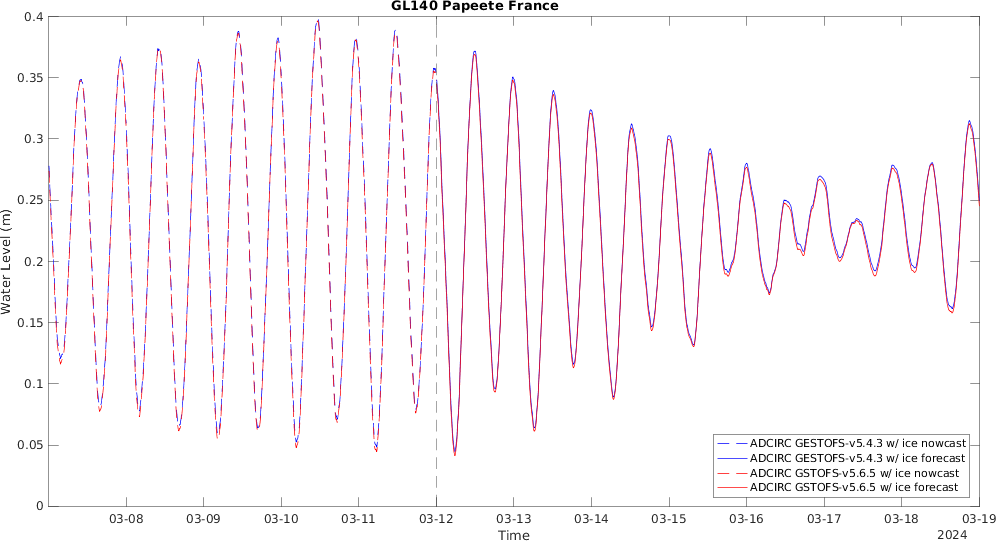 GL140 Papeete France
0.4
0.35
0.3
0.25
0.2
0.15
0.1
0.05
0
Water Level (m)
ADCIRC GESTOFS-v5.4.3 w/ ice nowcast
ADCIRC GESTOFS-v5.4.3 w/ ice forecast
ADCIRC GSTOFS-v5.6.5 w/ ice nowcast
ADCIRC GSTOFS-v5.6.5 w/ ice forecast
03-08 03-09 03-10 03-11 03-12 03-13 03-14 03-15 03-16 03-17 03-18 03-19
Time
2024